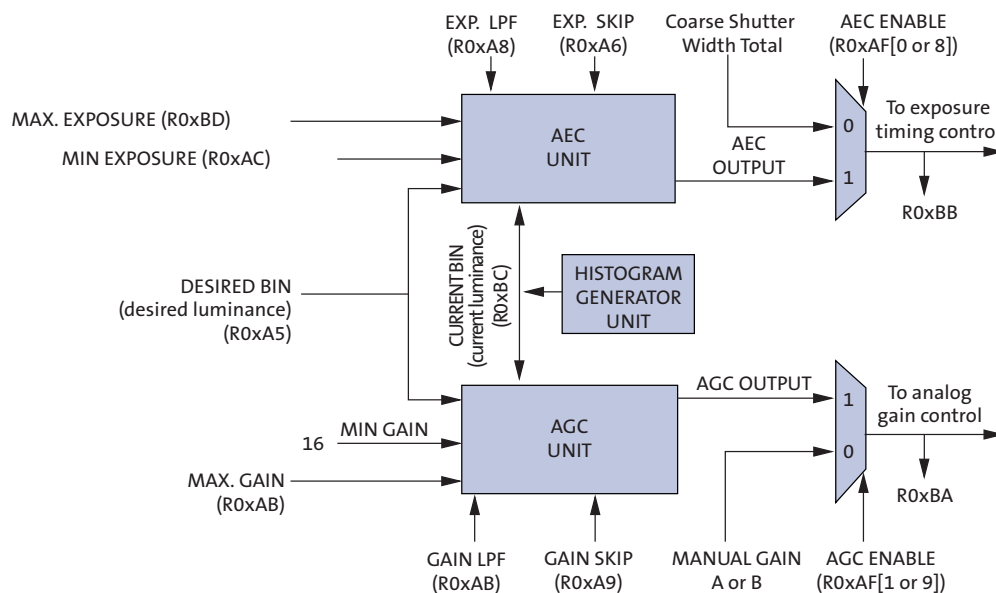 EXP. LPF
(R0xA8)
EXP. SKIP
(R0xA6)
Coarse Shutter
Width Total
AEC ENABLE
(R0xAF[0 or 8])
MAX. EXPOSURE (R0xBD)
MIN EXPOSURE (R0xAC)
AEC
UNIT
AEC
OUTPUT
0
1
To exposure
timing control
R0xBB
DESIRED BIN
(desired luminance)
(R0xA5)
CURRENT BIN
(current luminance)
(R0xBC)
HISTOGRAM
GENERATOR
UNIT
16
MIN GAIN
MAX. GAIN
(R0xAB)
AGC
UNIT
AGC OUTPUT
1
0
To analog
gain control
R0xBA
GAIN LPF
(R0xAB)
GAIN SKIP
(R0xA9)
MANUAL GAIN
A or B
AGC ENABLE
(R0xAF[1 or 9])